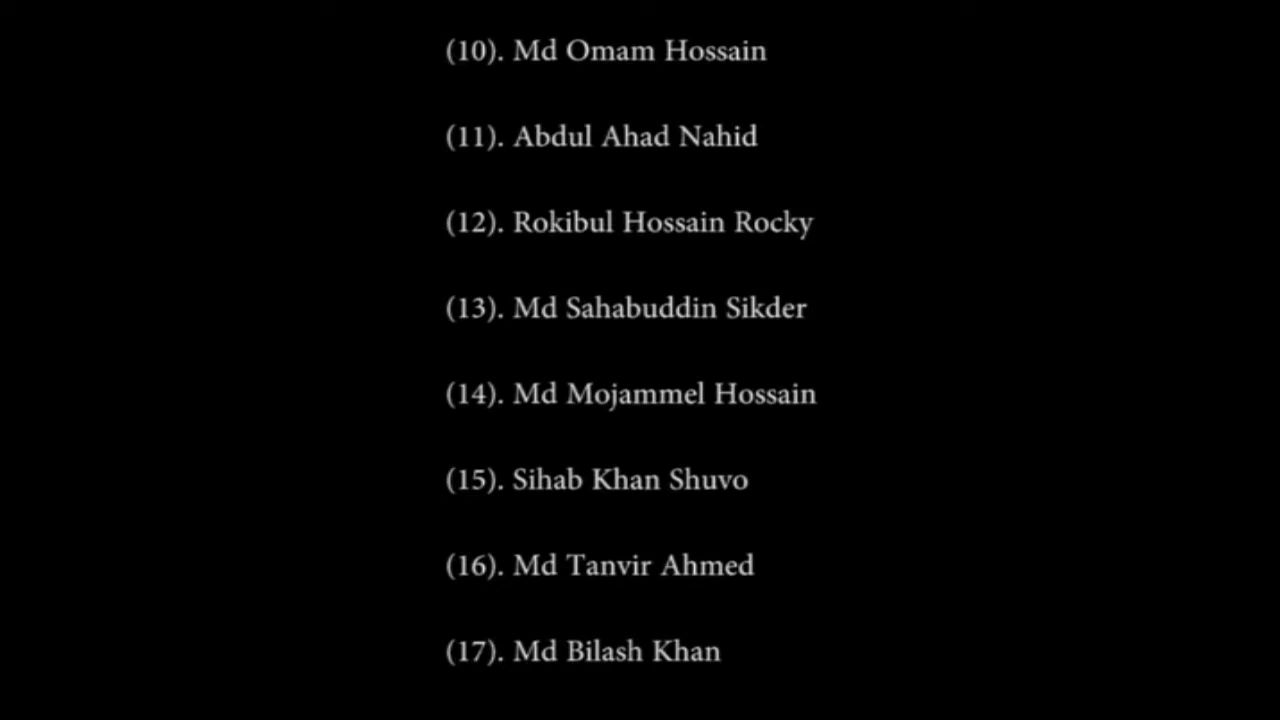 (10). Md Omam Hossain
(11). Abdul Ahad Nahid
(12). Rokibul Hossain Rocky
(13). Md Sahabuddin Sikder
(14). Md Mojammel Hossain
(15). Sihab Khan Shuvo
(16). Md Tanvir Ahmed
(17). Md Bilash Khan